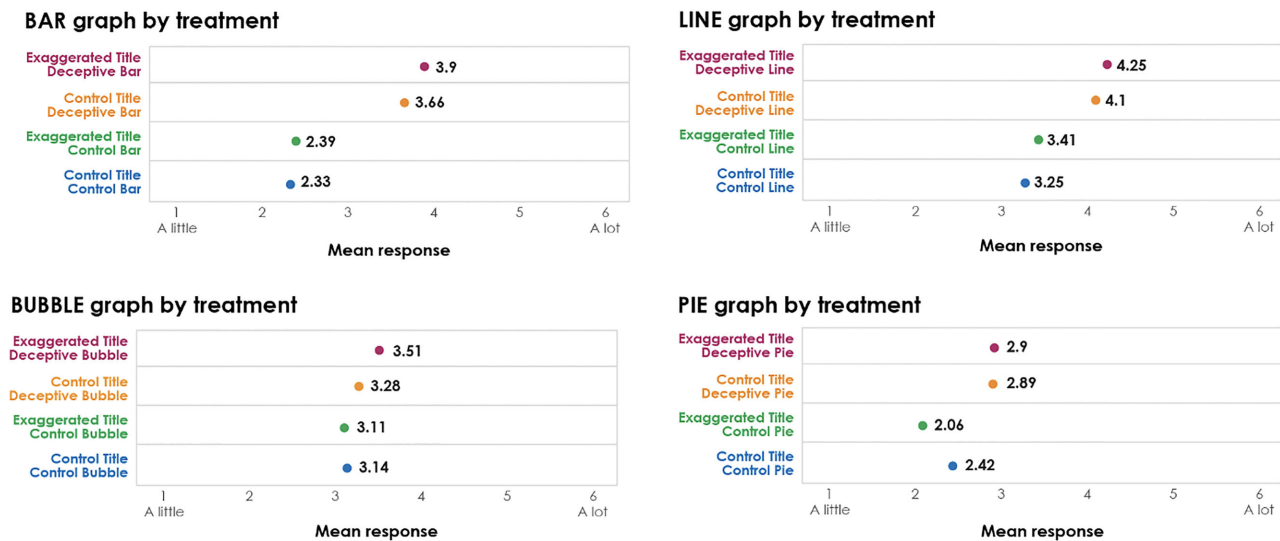 BAR graph by treatment
Exaggerated Title
Deceptive Bar
3.9
Control Title
Deceptive Bar
3.66
Exaggerated Title
Control Bar
2.39
Control Title
Control Bar
2.33
1 2 3 4 5 6
A little A lot
Mean response
LINE graph by treatment
Exaggerated Title
Deceptive Line
4.25
Control Title
Deceptive Line
4.1
Exaggerated Title
Control Line
3.41
Control Title
Control Line
3.25
1 2 3 4 5 6
A little A lot
Mean response
BUBBLE graph by treatment
Exaggerated Title
Deceptive Bubble
3.51
Control Title
Deceptive Bubble
3.28
Exaggerated Title
Control Bubble
3.11
Control Title
Control Bubble
3.14
1 2 3 4 5 6
A little A lot
Mean response
PIE graph by treatment
Exaggerated Title
Deceptive Pie
2.9
Control Title
Deceptive Pie
2.89
Exaggerated Title
Control Pie
2.06
Control Title
Control Pie
2.42
1 2 3 4 5 6
A little A lot
Mean response